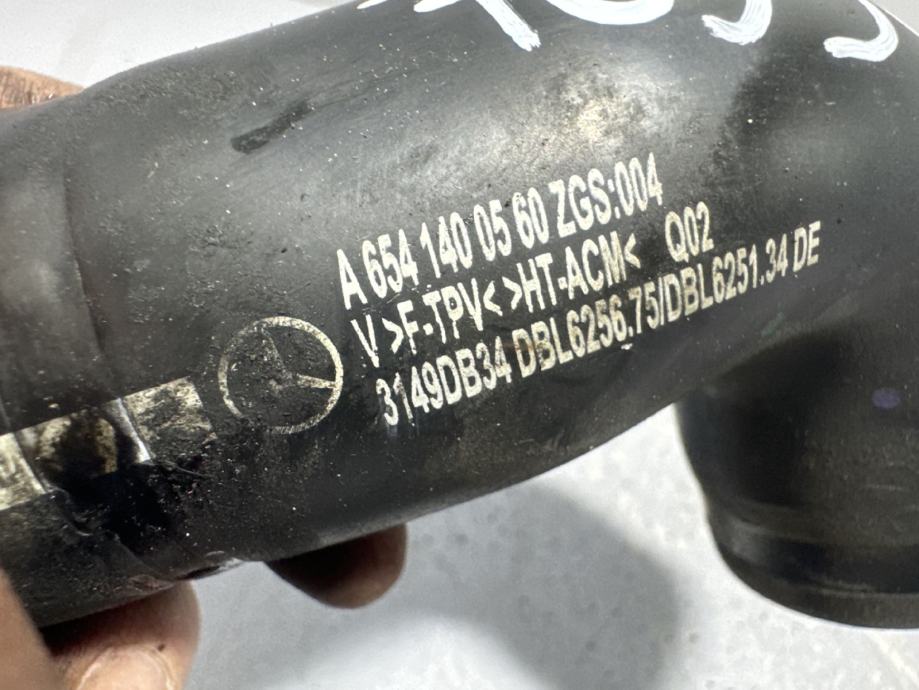 A 654 140 05 60 ZGS:004
V >F-TPV< >HT-ACM< Q02
3149DB34 DBL6256.75/DBL6251.34 DE